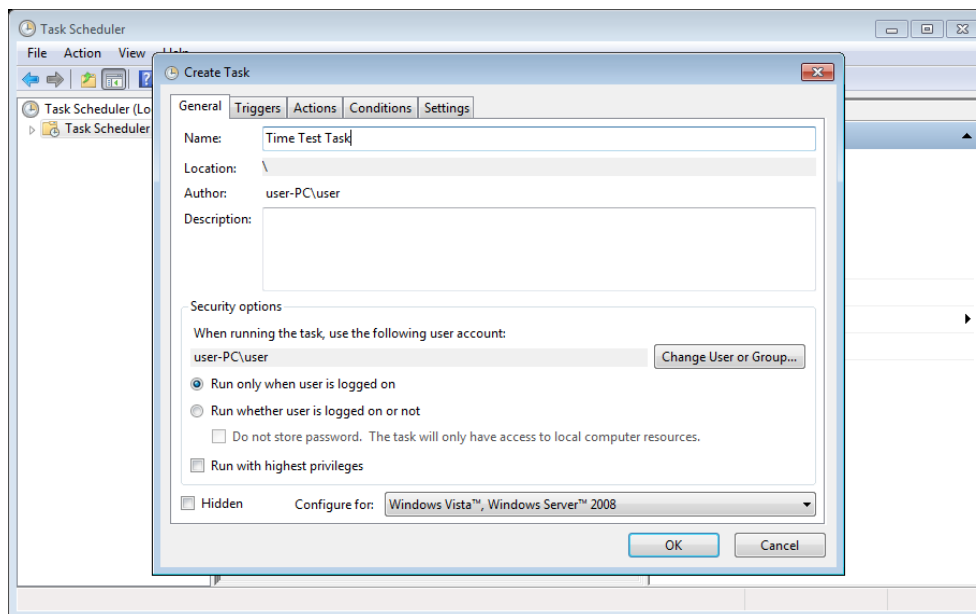 Task Scheduler
File Action View Help
Create Task
Task Scheduler (Lo
Task Scheduler
General Triggers Actions Conditions Settings
Name: Time Test Task
Location: \
Author: user-PC\user
Description:
Security options
When running the task, use the following user account:
user-PC\user Change User or Group...
Run only when user is logged on
Run whether user is logged on or not
Do not store password. The task will only have access to local computer resources.
Run with highest privileges
Hidden Configure for: Windows Vista™, Windows Server™ 2008
OK Cancel